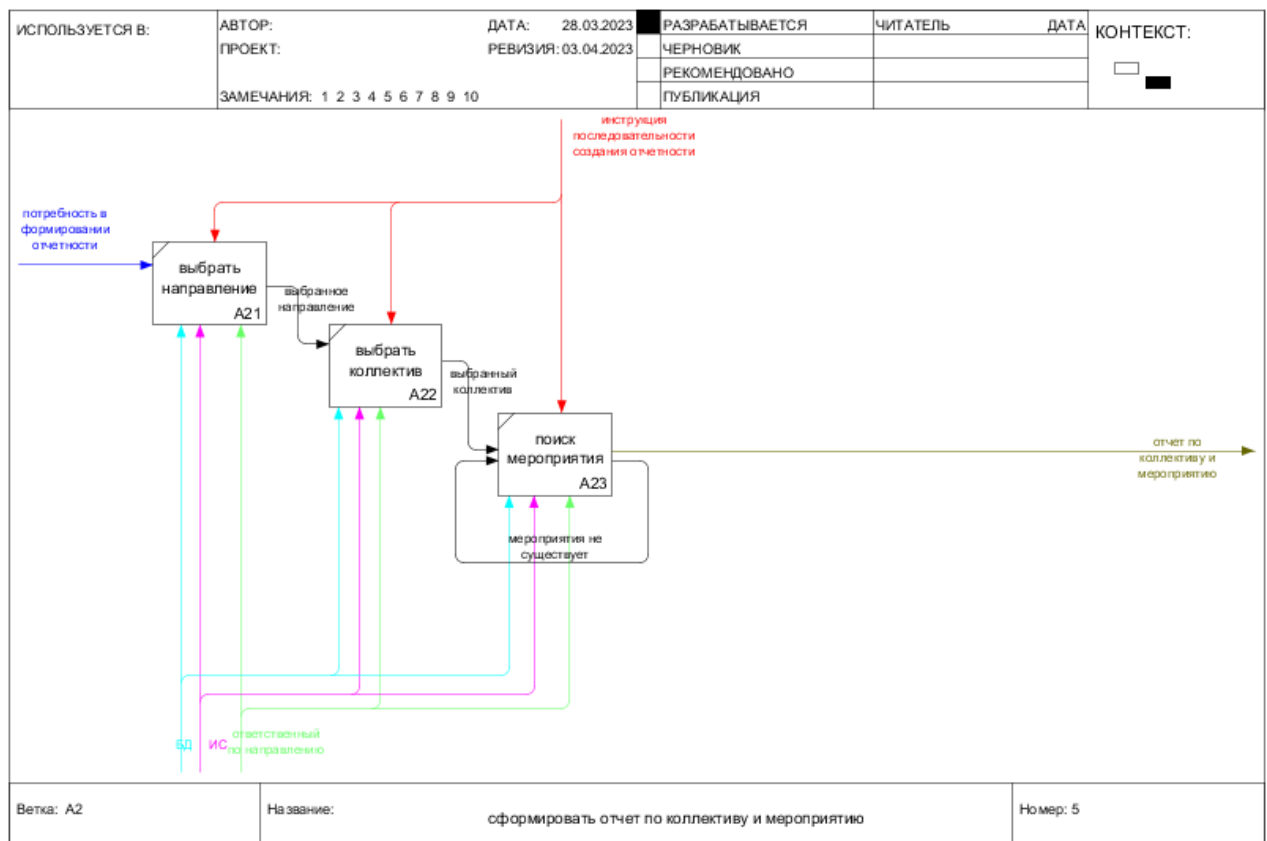 ИСПОЛЬЗУЕТСЯ В:
АВТОР:
ДАТА: 28.03.2023
ПРОЕКТ:
РЕВИЗИЯ: 03.04.2023
ЗАМЕЧАНИЯ: 1 2 3 4 5 6 7 8 9 10
РАЗРАБАТЫВАЕТСЯ
ЧЕРНОВИК
РЕКОМЕНДОВАНО
ПУБЛИКАЦИЯ
ЧИТАТЕЛЬ
ДАТА
КОНТЕКСТ:
инструкция
последовательности
создания отчетности
потребность в
формировании
отчетности
выбрать
направление
A21
выбранное
направление
выбрать
коллектив
A22
выбранный
коллектив
поиск
мероприятия
A23
отчет по
коллективу и
мероприятию
мероприятия не
существует
БД
ИС
ответственный
по направлению
Ветка: A2
Название:
сформировать отчет по коллективу и мероприятию
Номер: 5